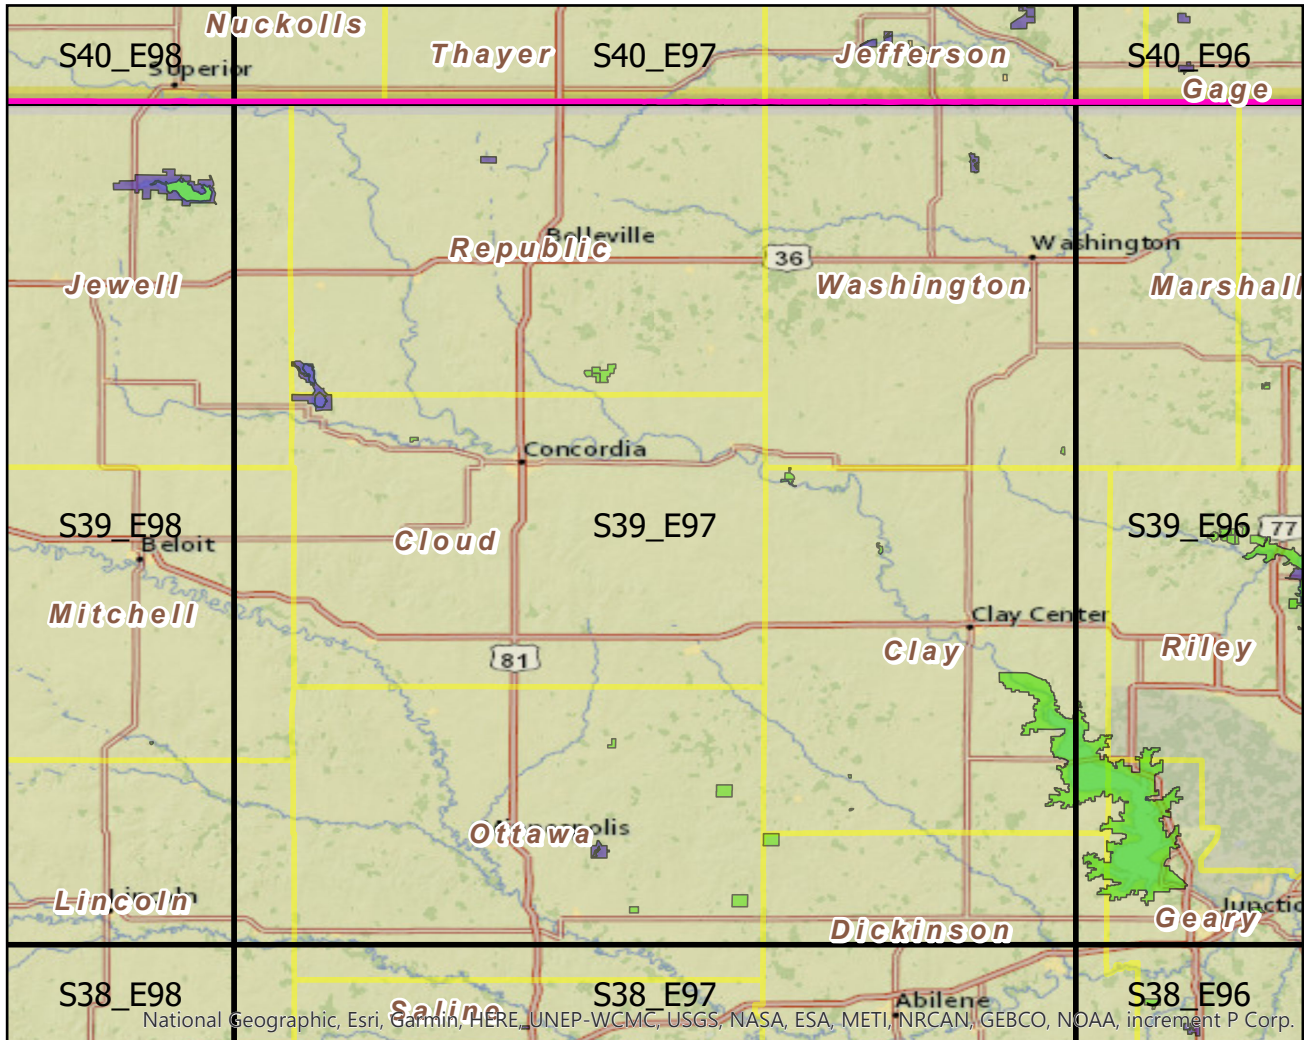 Nuckolls
S40_E98
Thayer
S40_E97
Jefferson
S40_E96
Superior
Gage
Belleville
Republic
36
Washington
Jewell
Washington
Marshall
Concordia
S39_E98
S39_E97
S39_E96
77
Beloit
Cloud
Mitchell
Clay Center
81
Clay
Riley
Ottawa
Lincoln
Lincoln
Junctio
Geary
Dickinson
S38_E98
S38_E97
S38_E96
Abilene
Saline
National Geographic, Esri, Garmin, HERE, UNEP-WCMC, USGS, NASA, ESA, METI, NRCAN, GEBCO, NOAA, increment P Corp.